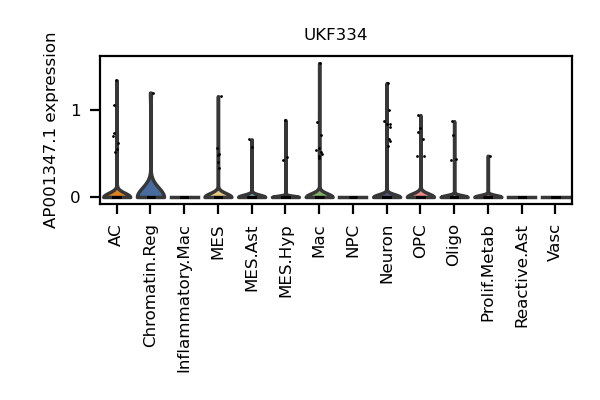 UKF334
AP001347.1 expression
1
0
AC
Chromatin.Reg
Inflammatory.Mac
MES
MES.Ast
MES.Hyp
Mac
NPC
Neuron
OPC
Oligo
Prolif.Metab
Reactive.Ast
Vasc